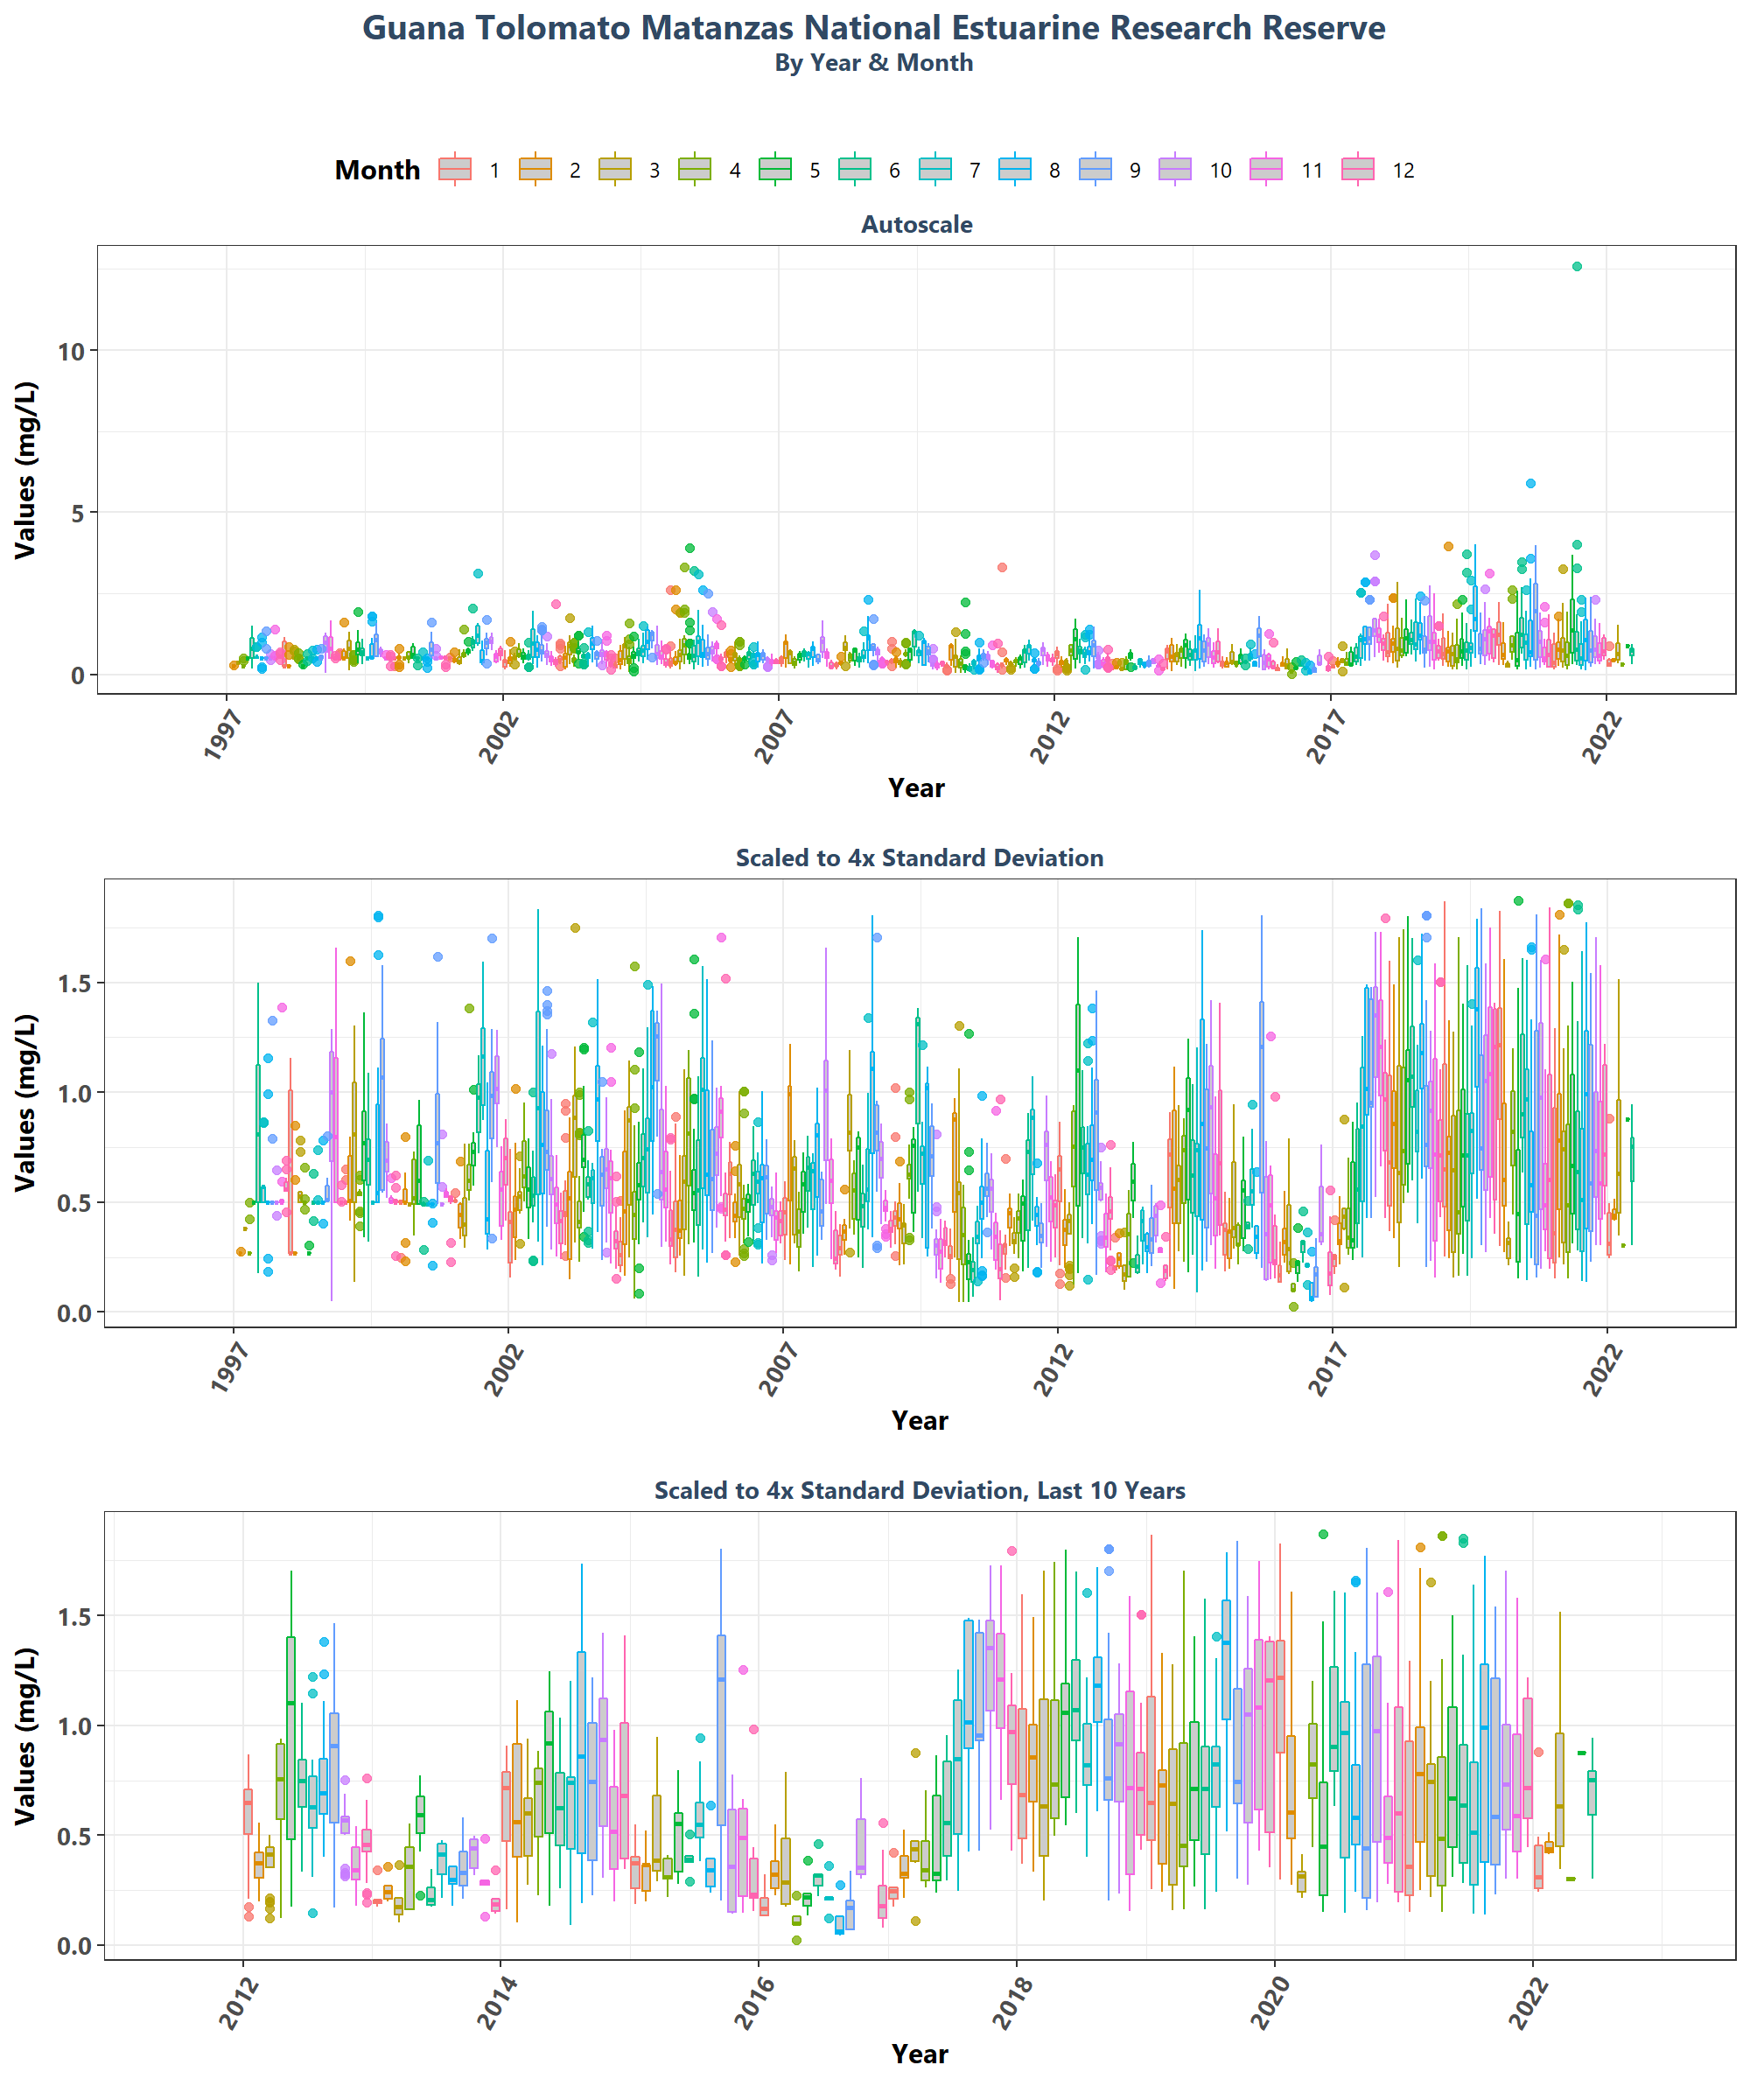 Guana Tolomato Matanzas National Estuarine Research Reserve
By Year & Month
Month 1 2 3 4 5 6 7 8 9 10 11 12
Autoscale
Values (mg/L)
10
5
0
1997 2002 2007 2012 2017 2022
Year
Scaled to 4x Standard Deviation
Values (mg/L)
1.5
1.0
0.5
0.0
1997 2002 2007 2012 2017 2022
Year
Scaled to 4x Standard Deviation, Last 10 Years
Values (mg/L)
1.5
1.0
0.5
0.0
2012 2014 2016 2018 2020 2022
Year